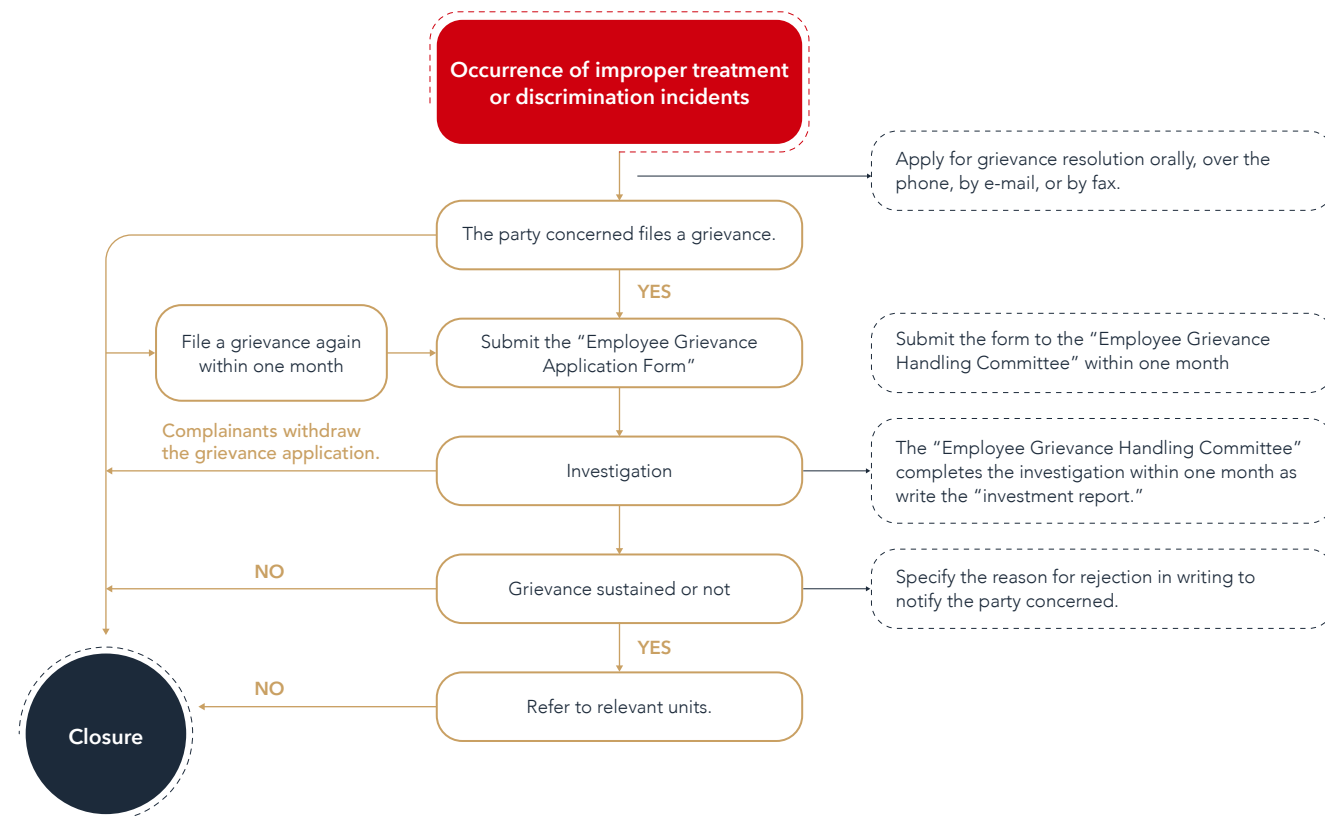 Occurrence of improper treatment
or discrimination incidents
Apply for grievance resolution orally, over the
phone, by e-mail, or by fax.
The party concerned files a grievance.
YES
File a grievance again
within one month
Submit the “Employee Grievance
Application Form”
Submit the form to the “Employee Grievance
Handling Committee” within one month
Complainants withdraw
the grievance application.
Investigation
The “Employee Grievance Handling Committee”
completes the investigation within one month as
write the “investment report.”
NO
Grievance sustained or not
Specify the reason for rejection in writing to
notify the party concerned.
YES
NO
Refer to relevant units.
Closure